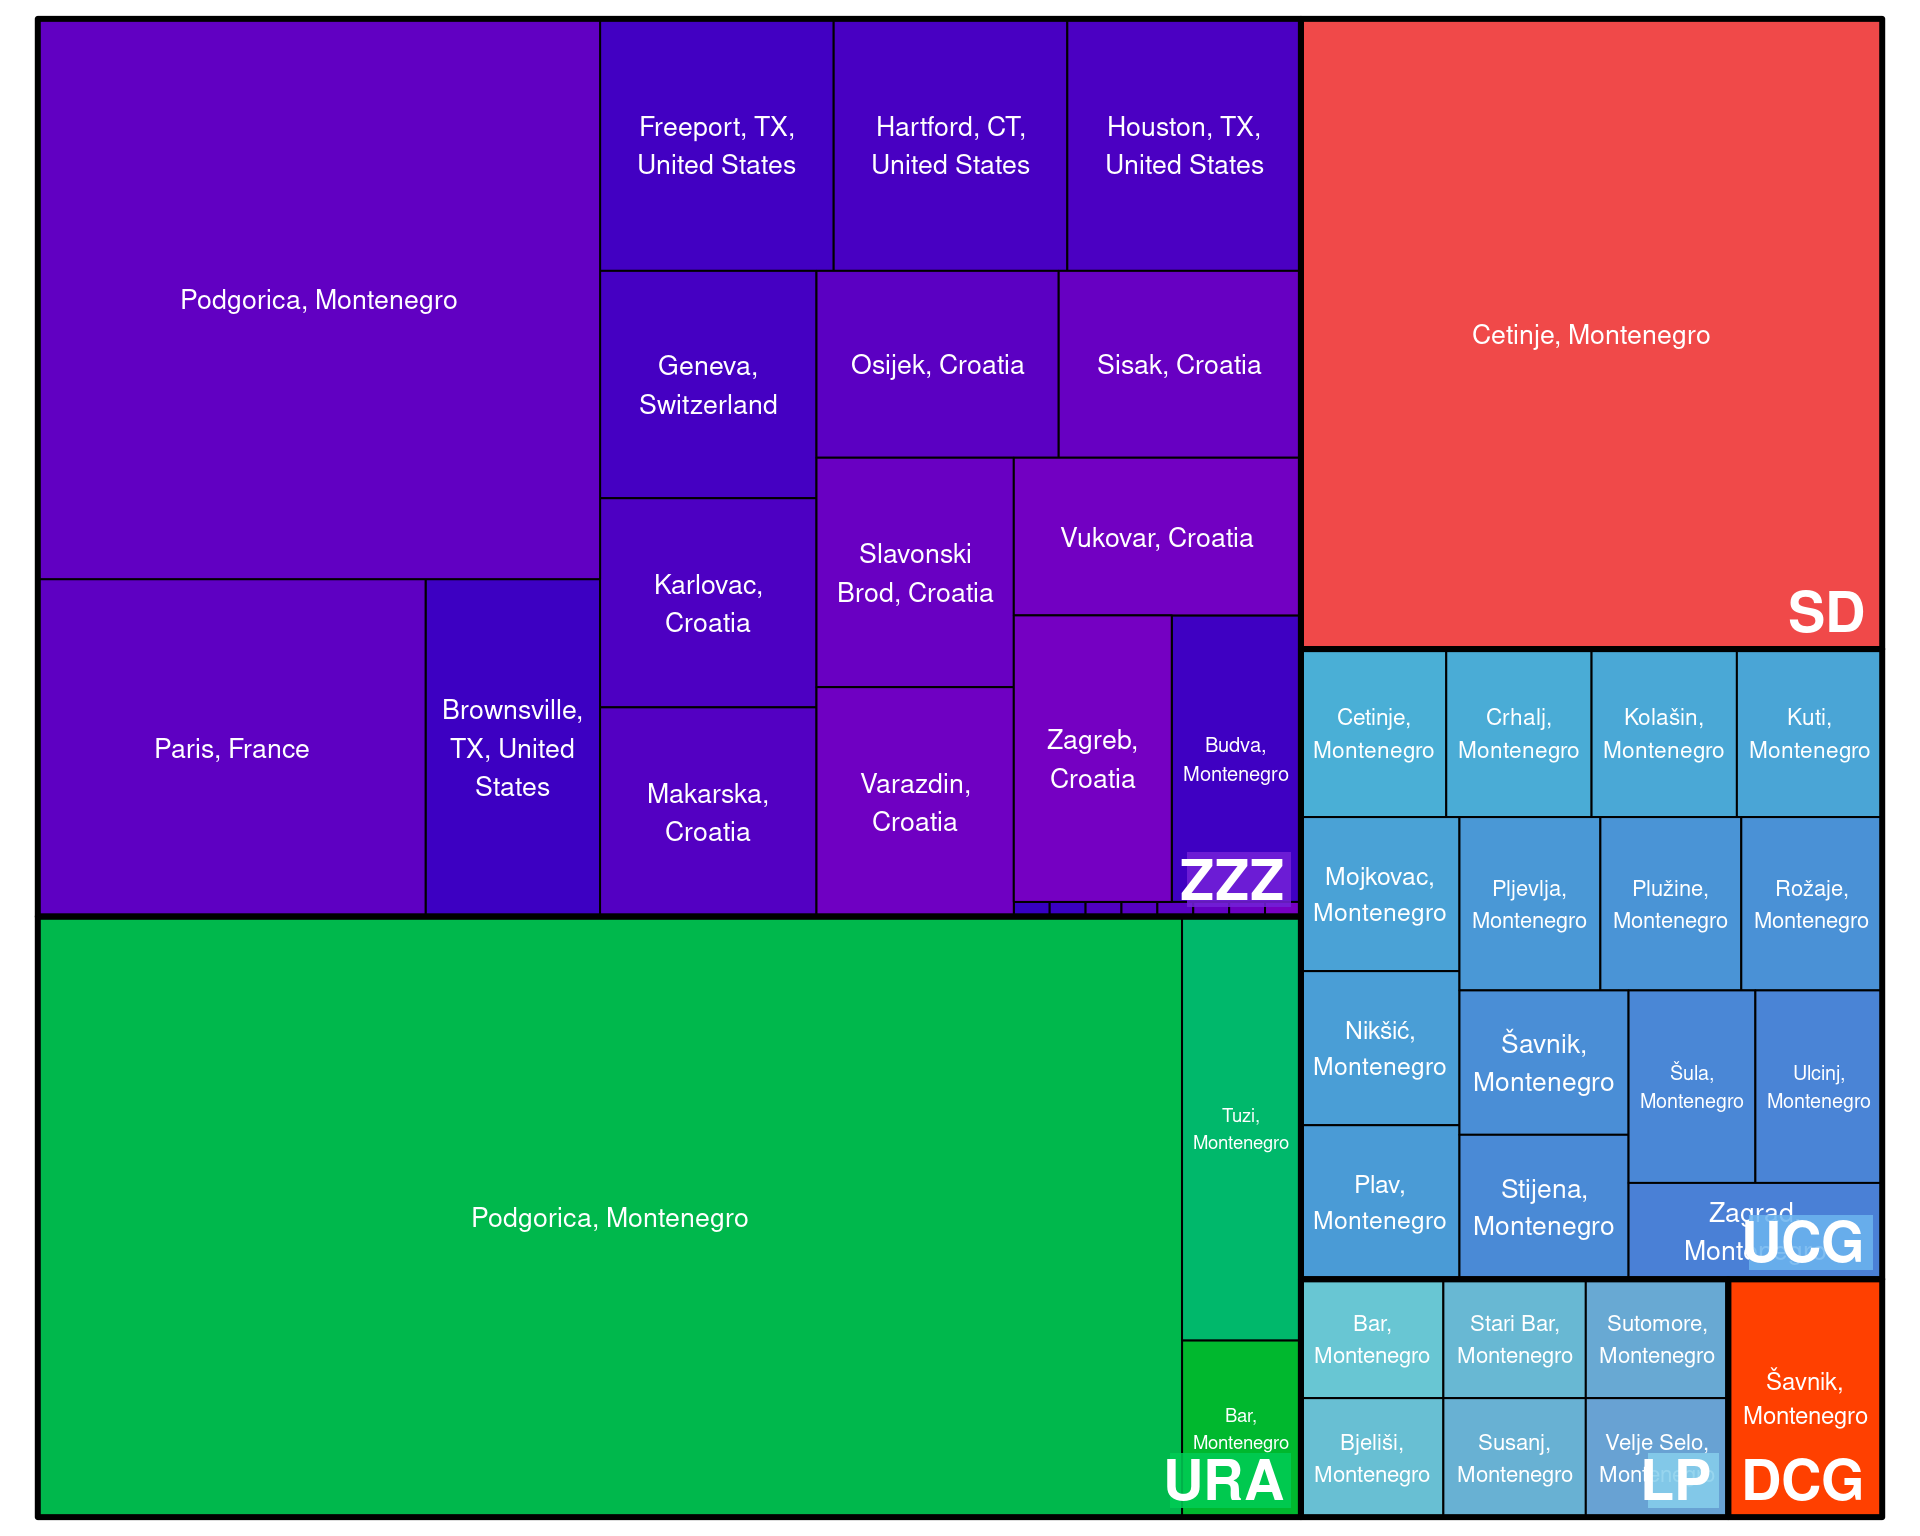 Podgorica, Montenegro
Paris, France
Brownsville,
TX, United
States
Freeport, TX,
United States
Hartford, CT,
United States
Houston, TX,
United States
Geneva,
Switzerland
Karlovac,
Croatia
Makarska,
Croatia
Osijek, Croatia
Sisak, Croatia
Slavonski
Brod, Croatia
Varazdin,
Croatia
Vukovar, Croatia
Zagreb,
Croatia
Budva,
Montenegro
ZZZ
Podgorica, Montenegro
Tuzi,
Montenegro
Bar,
Montenegro
URA
Cetinje, Montenegro
SD
Cetinje,
Montenegro
Crhalj,
Montenegro
Kolašin,
Montenegro
Kuti,
Montenegro
Mojkovac,
Montenegro
Nikšić,
Montenegro
Plav,
Montenegro
Pljevlja,
Montenegro
Plužine,
Montenegro
Rožaje,
Montenegro
Šavnik,
Montenegro
Stijena,
Montenegro
Šula,
Montenegro
Ulcinj,
Montenegro
Zagrad,
Montenegro
UCG
Bar,
Montenegro
Bjeliši,
Montenegro
Stari Bar,
Montenegro
Susanj,
Montenegro
Sutomore,
Montenegro
Velje Selo,
Montenegro
LP
Šavnik,
Montenegro
DCG